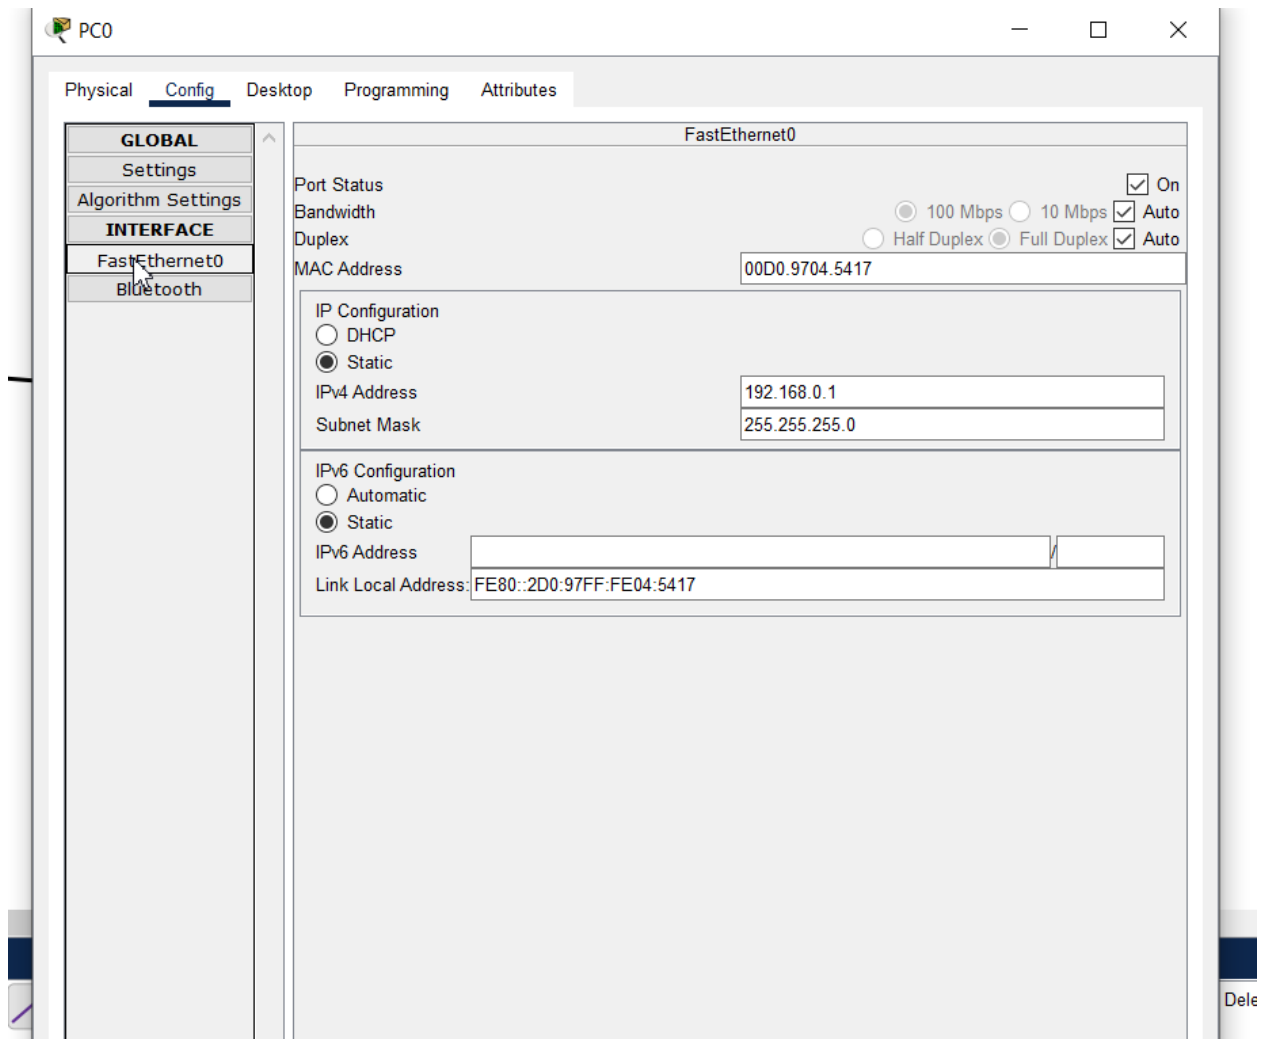 PC0
Physical Config Desktop Programming Attributes
GLOBAL
Settings
Algorithm Settings
INTERFACE
FastEthernet0
Bluetooth
FastEthernet0
Port Status On
Bandwidth 100 Mbps 10 Mbps Auto
Duplex Half Duplex Full Duplex Auto
MAC Address 00D0.9704.5417
IP Configuration
DHCP
Static
IPv4 Address 192.168.0.1
Subnet Mask 255.255.255.0
IPv6 Configuration
Automatic
Static
IPv6 Address /
Link Local Address: FE80::2D0:97FF:FE04:5417
Dele